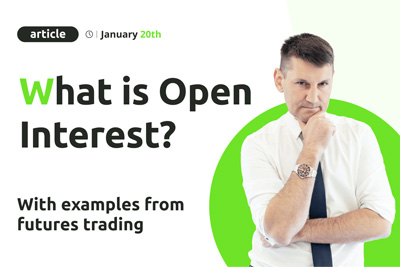 article
January 20th
What is Open
Interest?
With examples from
futures trading